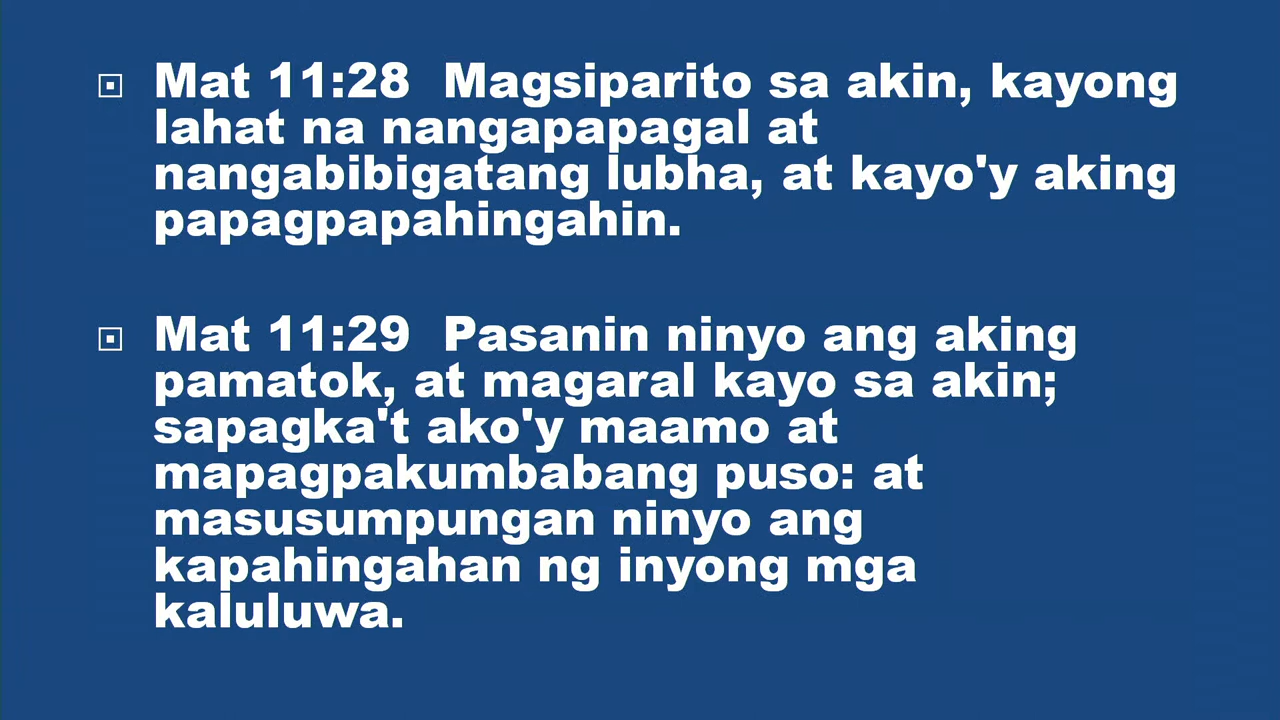 Mat 11:28 Magsiparito sa akin, kayong
lahat na nangapapagal at
nangabibigatang lubha, at kayo'y aking
papagpapahingahin.
Mat 11:29 Pasanin ninyo ang aking
pamatok, at magaral kayo sa akin;
sapagka't ako'y maamo at
mapagpakumbabang puso: at
masusumpungan ninyo ang
kapahingahan ng inyong mga
kaluluwa.